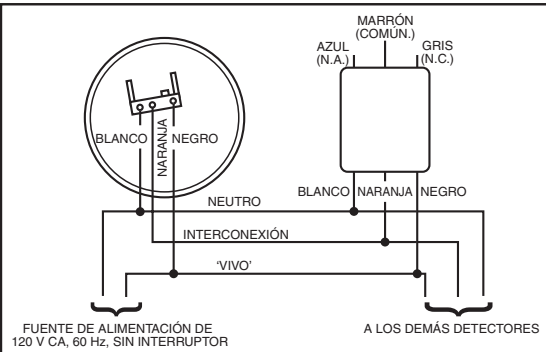 MARRÓN
(COMÚN.)
AZUL
(N.A.)
GRIS
(N.C.)
BLANCO
NARANJA
NEGRO
BLANCO NARANJA NEGRO
NEUTRO
INTERCONEXIÓN
'VIVO'
FUENTE DE ALIMENTACIÓN DE
120 V CA, 60 Hz, SIN INTERRUPTOR
A LOS DEMÁS DETECTORES